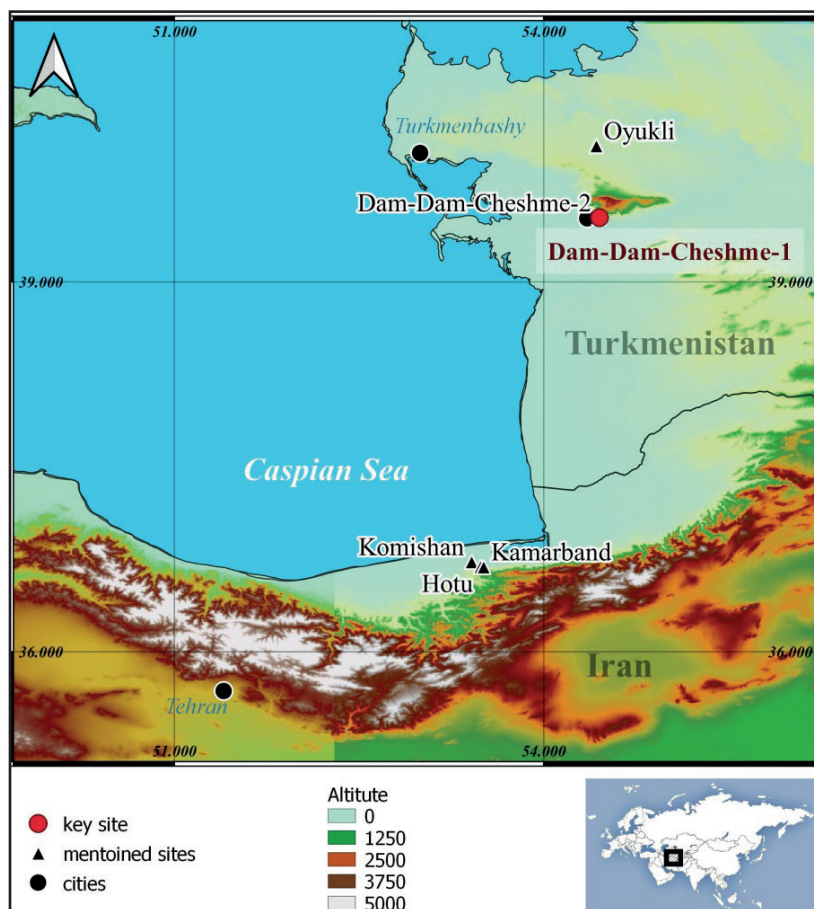 51.000
54.000
Turkmenbashy
Oyukli
Dam-Dam-Cheshme-2
Dam-Dam-Cheshme-1
39.000
39.000
Turkmenistan
Caspian Sea
Komishan
Kamarband
Hotu
36.000
36.000
Iran
Tehran
51.000
54.000
key site
mentoined sites
cities
Altitute
0
1250
2500
3750
5000